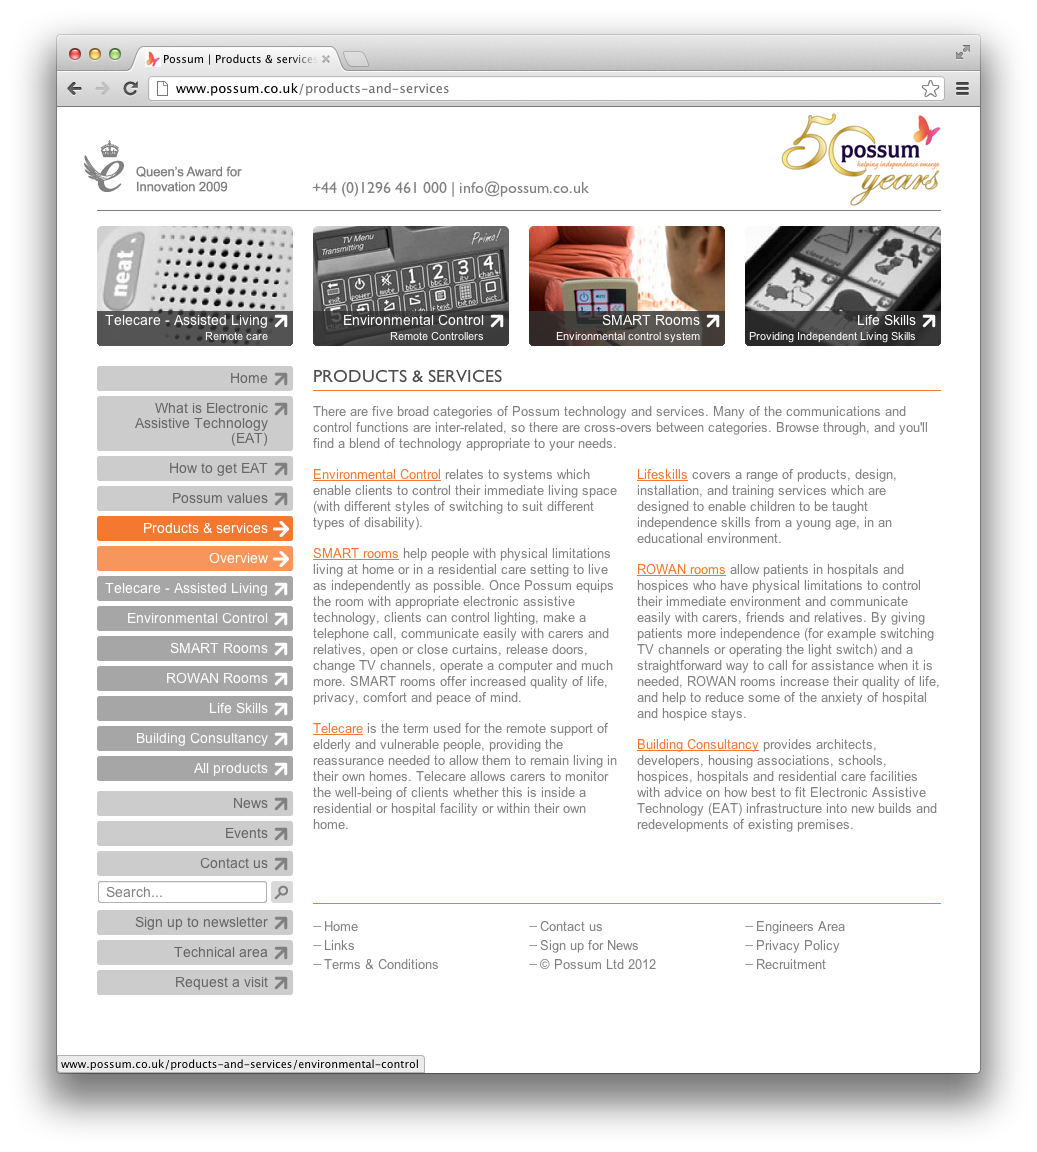 Possum | Products & services
www.possum.co.uk/products-and-services
Queen's Award for
Innovation 2009
+44 (0)1296 461 000 | info@possum.co.uk
50
possum
helping independence emerge
years
neat.
Telecare - Assisted Living
Remote care
TV Menu
Transmitting
Primo!
1 2 3 4
exit power mute bbc1 bbc2 itv chan4
text pict
Environmental Control
Remote Controllers
SMART Rooms
Environmental control system
pets
Life Skills
Providing Independent Living Skills
Home
What is Electronic
Assistive Technology
(EAT)
How to get EAT
Possum values
Products & services
Overview
Telecare - Assisted Living
Environmental Control
SMART Rooms
ROWAN Rooms
Life Skills
Building Consultancy
All products
News
Events
Contact us
Search...
Sign up to newsletter
Technical area
Request a visit
PRODUCTS & SERVICES
There are five broad categories of Possum technology and services. Many of the communications and
control functions are inter-related, so there are cross-overs between categories. Browse through, and you'll
find a blend of technology appropriate to your needs.
Environmental Control relates to systems which
enable clients to control their immediate living space
(with different styles of switching to suit different
types of disability).
SMART rooms help people with physical limitations
living at home or in a residential care setting to live
as independently as possible. Once Possum equips
the room with appropriate electronic assistive
technology, clients can control lighting, make a
telephone call, communicate easily with carers and
relatives, open or close curtains, release doors,
change TV channels, operate a computer and much
more. SMART rooms offer increased quality of life,
privacy, comfort and peace of mind.
Telecare is the term used for the remote support of
elderly and vulnerable people, providing the
reassurance needed to allow them to remain living in
their own homes. Telecare allows carers to monitor
the well-being of clients whether this is inside a
residential or hospital facility or within their own
home.
Lifeskills covers a range of products, design,
installation, and training services which are
designed to enable children to be taught
independence skills from a young age, in an
educational environment.
ROWAN rooms allow patients in hospitals and
hospices who have physical limitations to control
their immediate environment and communicate
easily with carers, friends and relatives. By giving
patients more independence (for example switching
TV channels or operating the light switch) and a
straightforward way to call for assistance when it is
needed, ROWAN rooms increase their quality of life,
and help to reduce some of the anxiety of hospital
and hospice stays.
Building Consultancy provides architects,
developers, housing associations, schools,
hospices, hospitals and residential care facilities
with advice on how best to fit Electronic Assistive
Technology (EAT) infrastructure into new builds and
redevelopments of existing premises.
– Home
– Links
– Terms & Conditions
– Contact us
– Sign up for News
– © Possum Ltd 2012
– Engineers Area
– Privacy Policy
– Recruitment
www.possum.co.uk/products-and-services/environmental-control